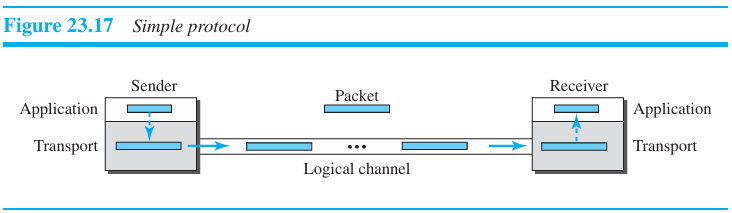 Figure 23.17 Simple protocol
Sender
Packet
Receiver
Application
Application
Transport
•••
Transport
Logical channel